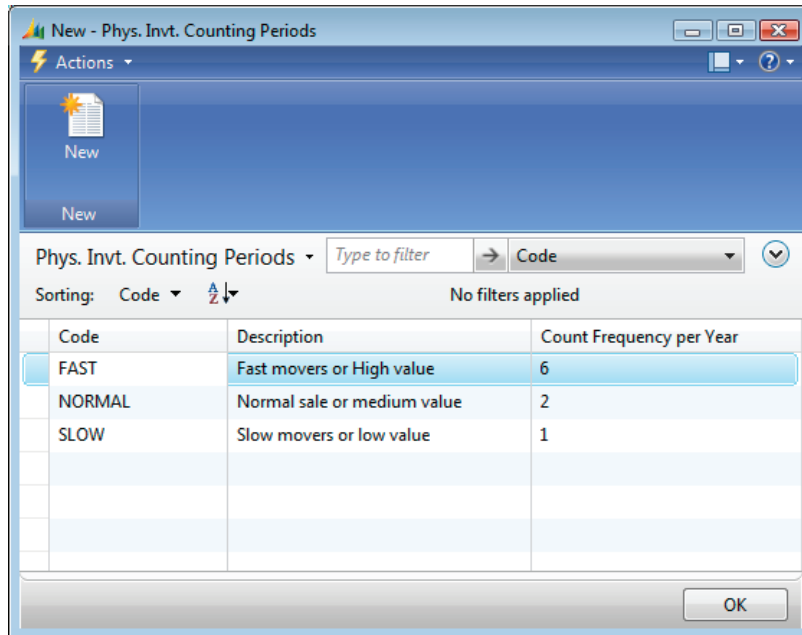 New - Phys. Invt. Counting Periods
Actions
New
New
Phys. Invt. Counting Periods Type to filter Code
Sorting: Code No filters applied
Code Description Count Frequency per Year
FAST Fast movers or High value 6
NORMAL Normal sale or medium value 2
SLOW Slow movers or low value 1
OK